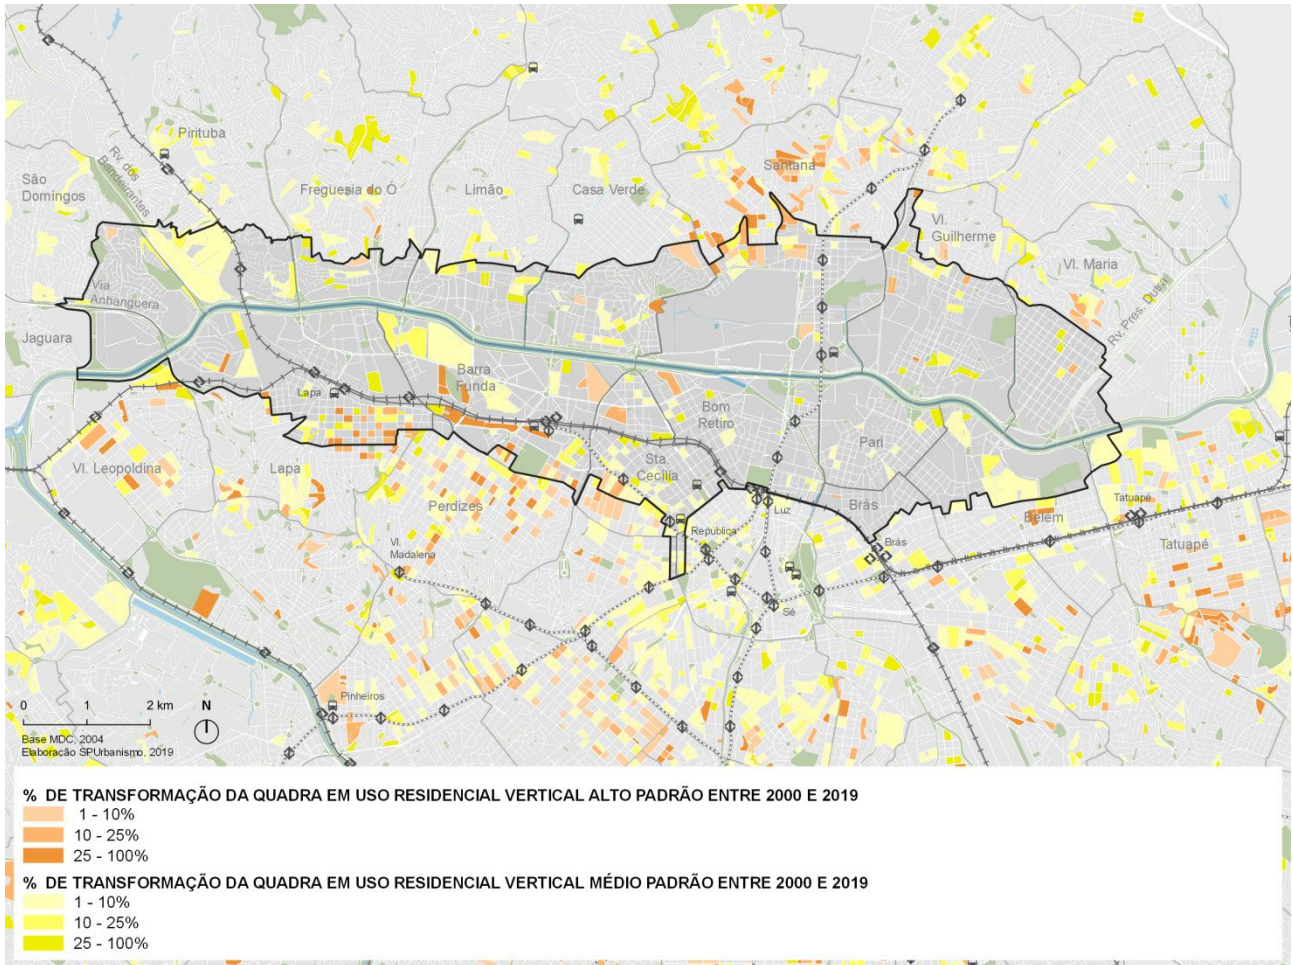 Pirituba
Rv. dos
Bandeirantes
São
Domingos
Freguesia do Ó
Limão
Casa Verde
Santana
Vl.
Guilherme
Vl. Maria
Rv. Pres. Dutra
Via
Anhanguera
Jaguara
Barra
Funda
Lapa
Bom
Retiro
Pari
Sta.
Cecília
Vl. Leopoldina
Lapa
Perdizes
Brás
Luz
República
Belém
Tatuapé
Tatuapé
Brás
Vl.
Madalena
Sé
Pinheiros
0 1 2 km
N
Base MDC, 2004
Elaboração SPUrbanismo, 2019
% DE TRANSFORMAÇÃO DA QUADRA EM USO RESIDENCIAL VERTICAL ALTO PADRÃO ENTRE 2000 E 2019
1 - 10%
10 - 25%
25 - 100%
% DE TRANSFORMAÇÃO DA QUADRA EM USO RESIDENCIAL VERTICAL MÉDIO PADRÃO ENTRE 2000 E 2019
1 - 10%
10 - 25%
25 - 100%